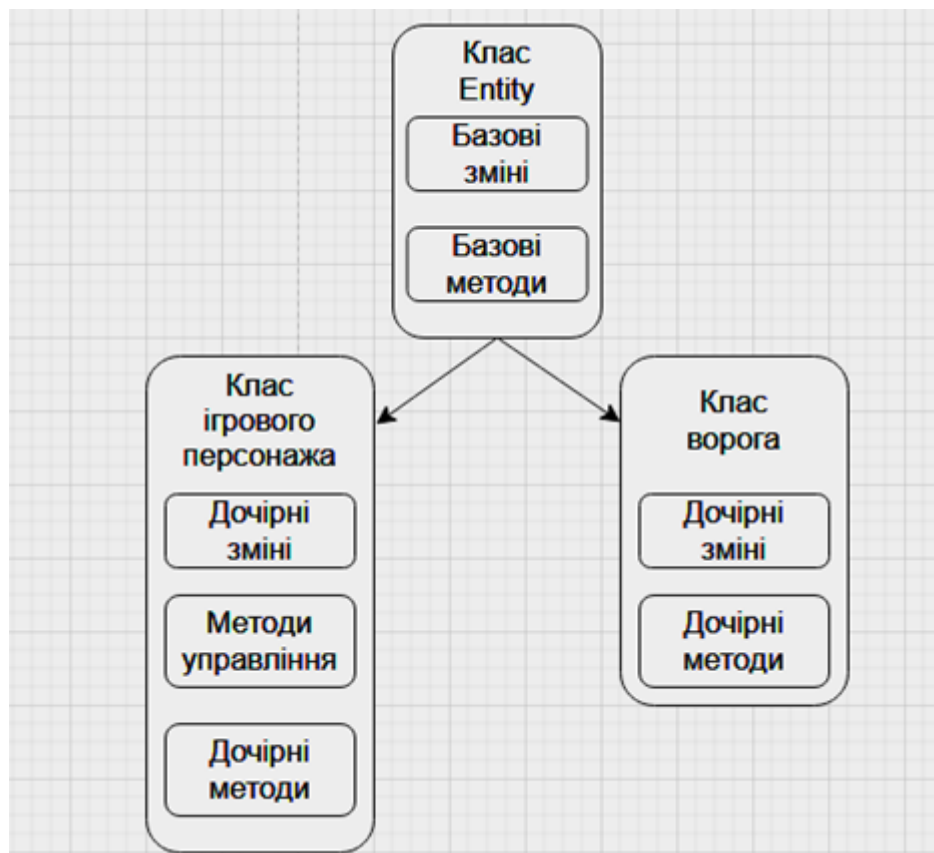 Клас
Entity
Базові
зміні
Базові
методи
Клас
ігрового
персонажа
Дочірні
зміні
Методи
управління
Дочірні
методи
Клас
ворога
Дочірні
зміні
Дочірні
методи